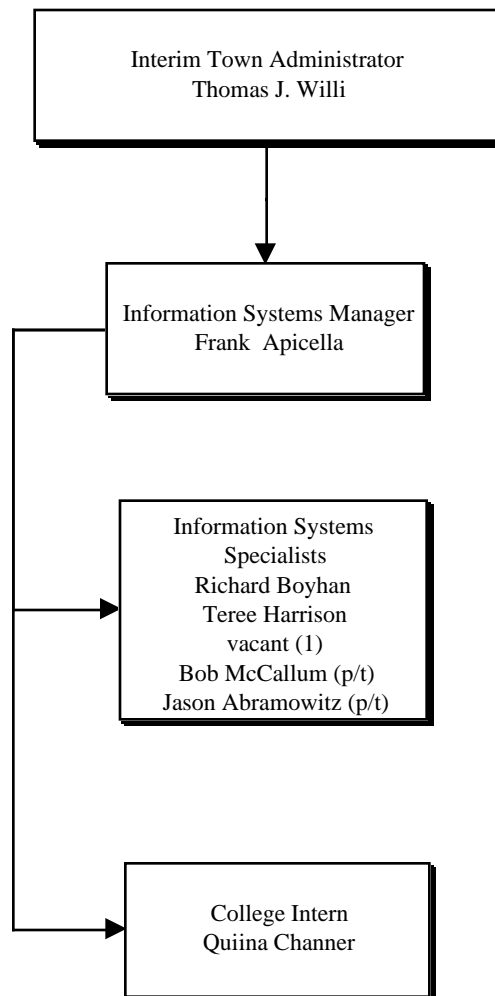 Interim Town Administrator
Thomas J. Willi
Information Systems Manager
Frank Apicella
Information Systems
Specialists
Richard Boyhan
Teree Harrison
vacant (1)
Bob McCallum (p/t)
Jason Abramowitz (p/t)
College Intern
Quiina Channer